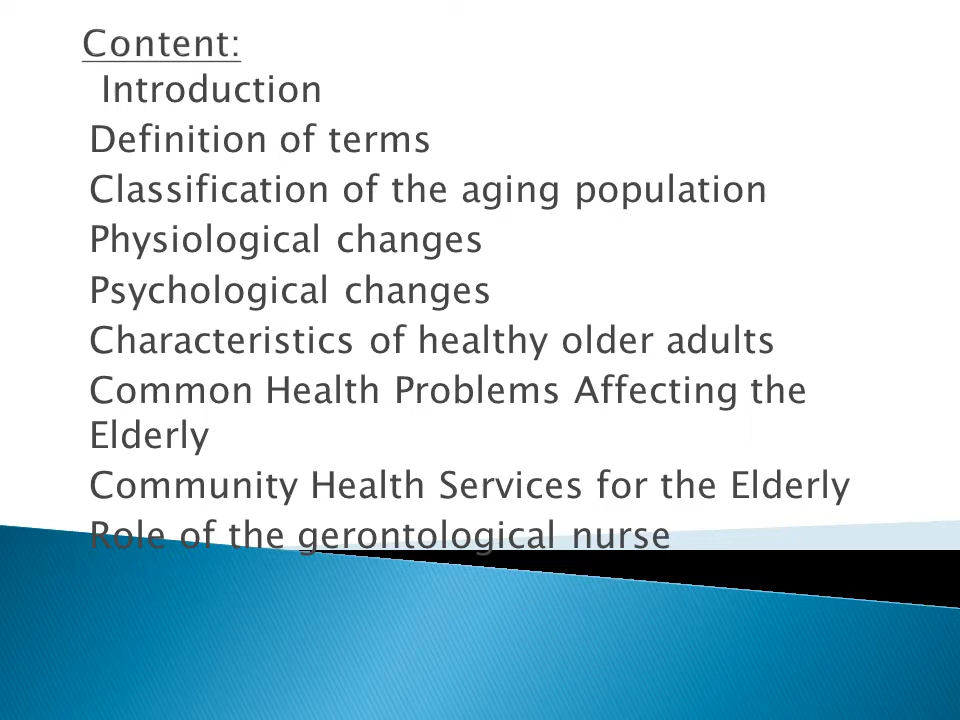 Content:
Introduction
Definition of terms
Classification of the aging population
Physiological changes
Psychological changes
Characteristics of healthy older adults
Common Health Problems Affecting the
Elderly
Community Health Services for the Elderly
Role of the gerontological nurse